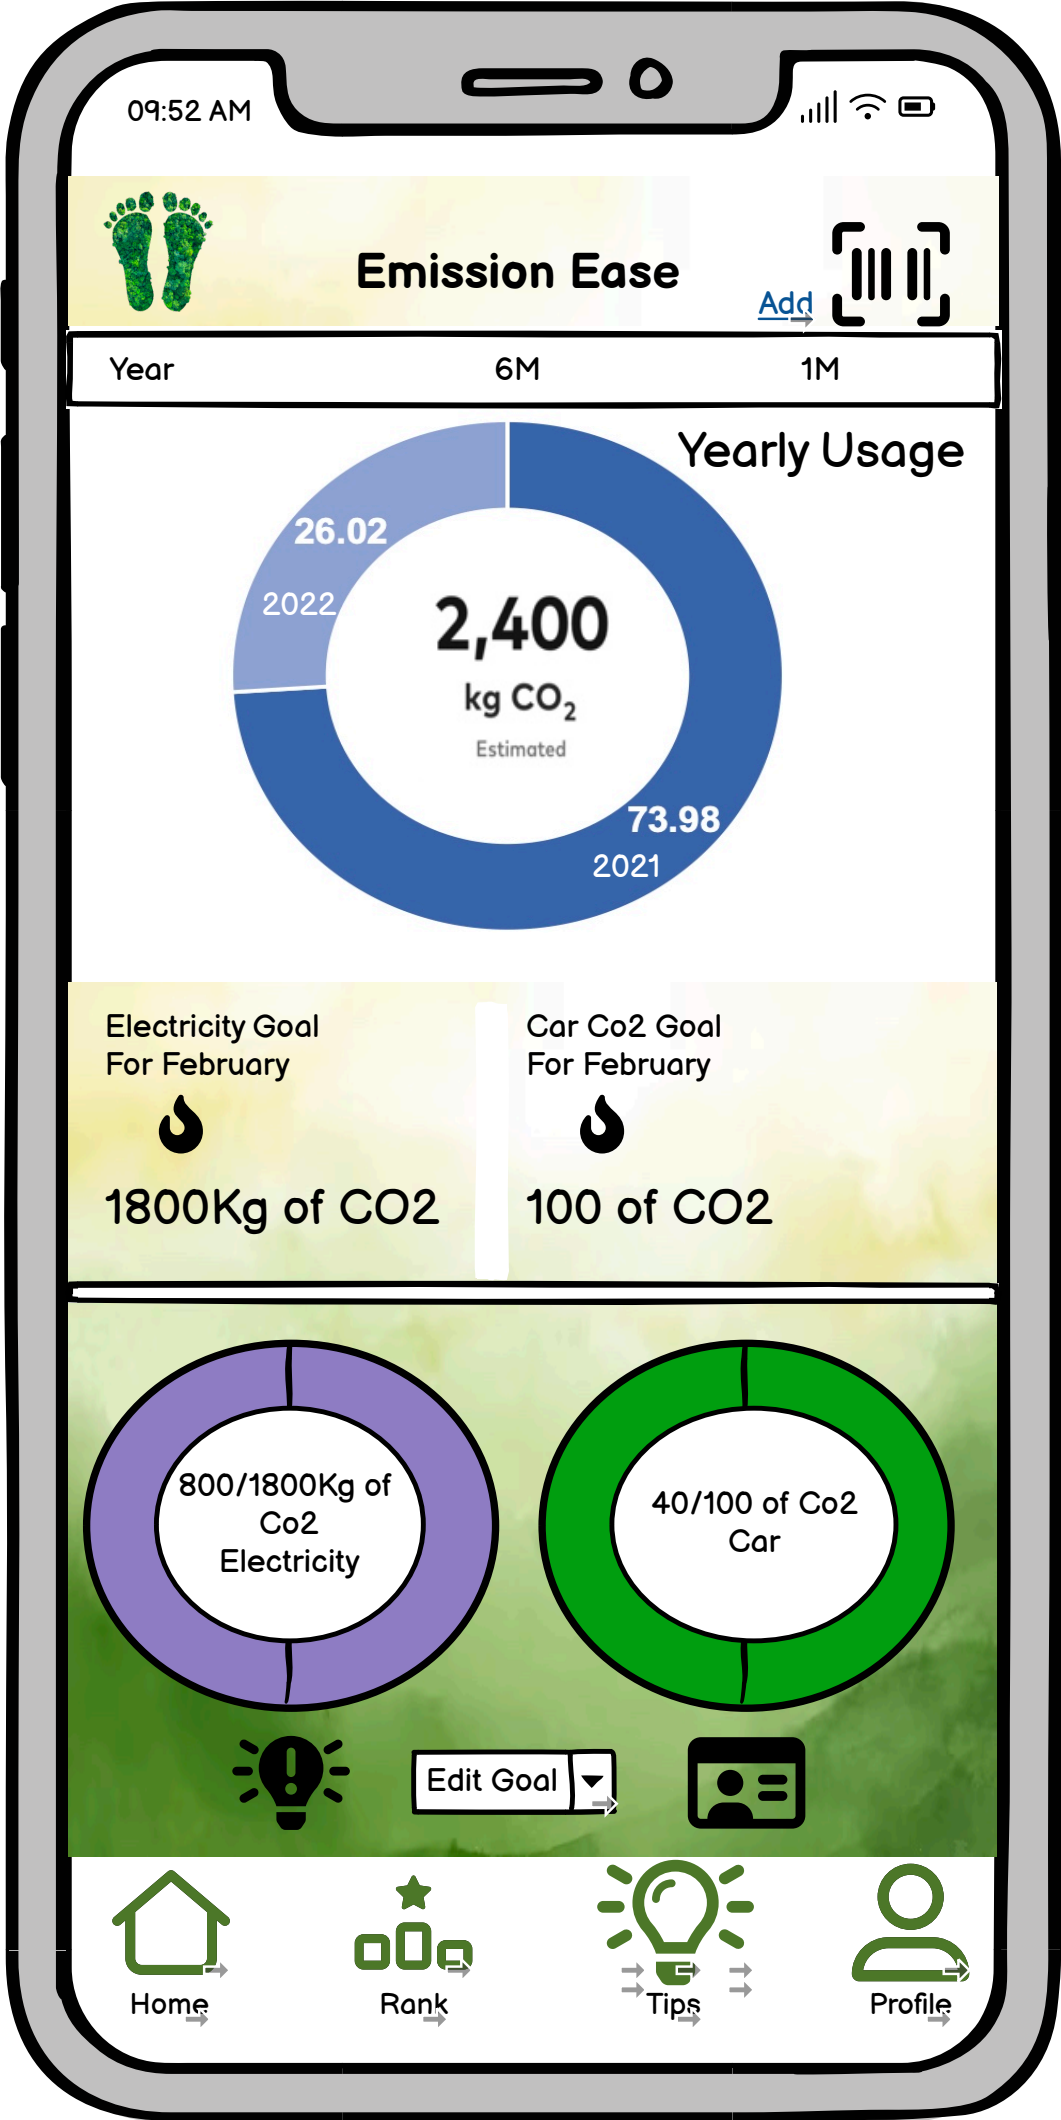 09:52 AM
Emission Ease
Add
Year 6M 1M
Yearly Usage
26.02
2022
2,400
kg CO₂
Estimated
73.98
2021
Electricity Goal
For February
1800Kg of CO2
Car Co2 Goal
For February
100 of CO2
800/1800Kg of
Co2
Electricity
40/100 of Co2
Car
Edit Goal
Home Rank Tips Profile